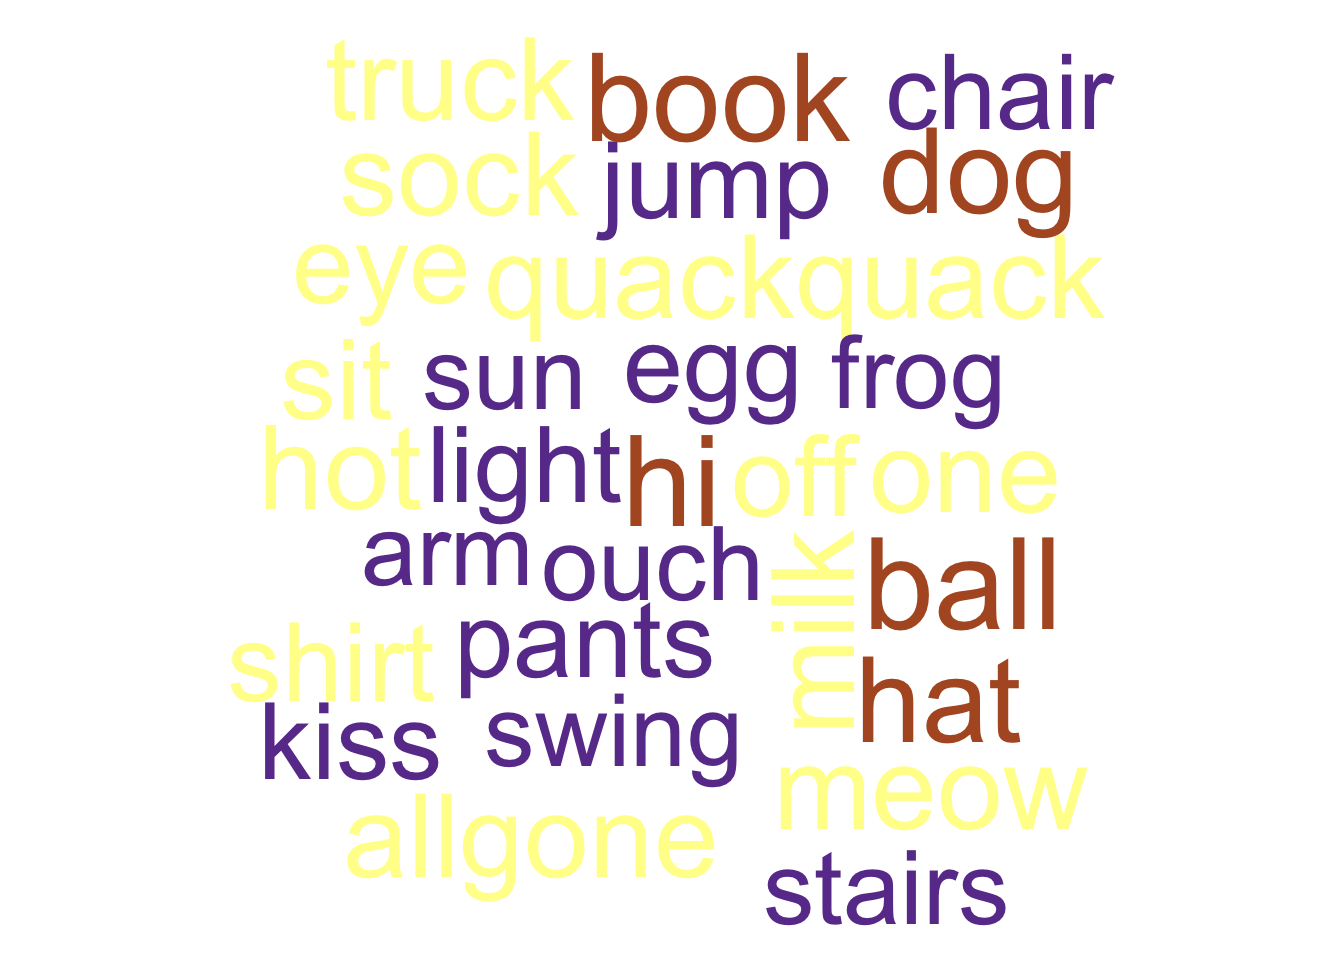 truck book chair
sock jump dog
eye quackquack
sit sun egg frog
hot light hi off one
arm ouch milk ball
shirt pants hat
kiss swing meow
allgone stairs